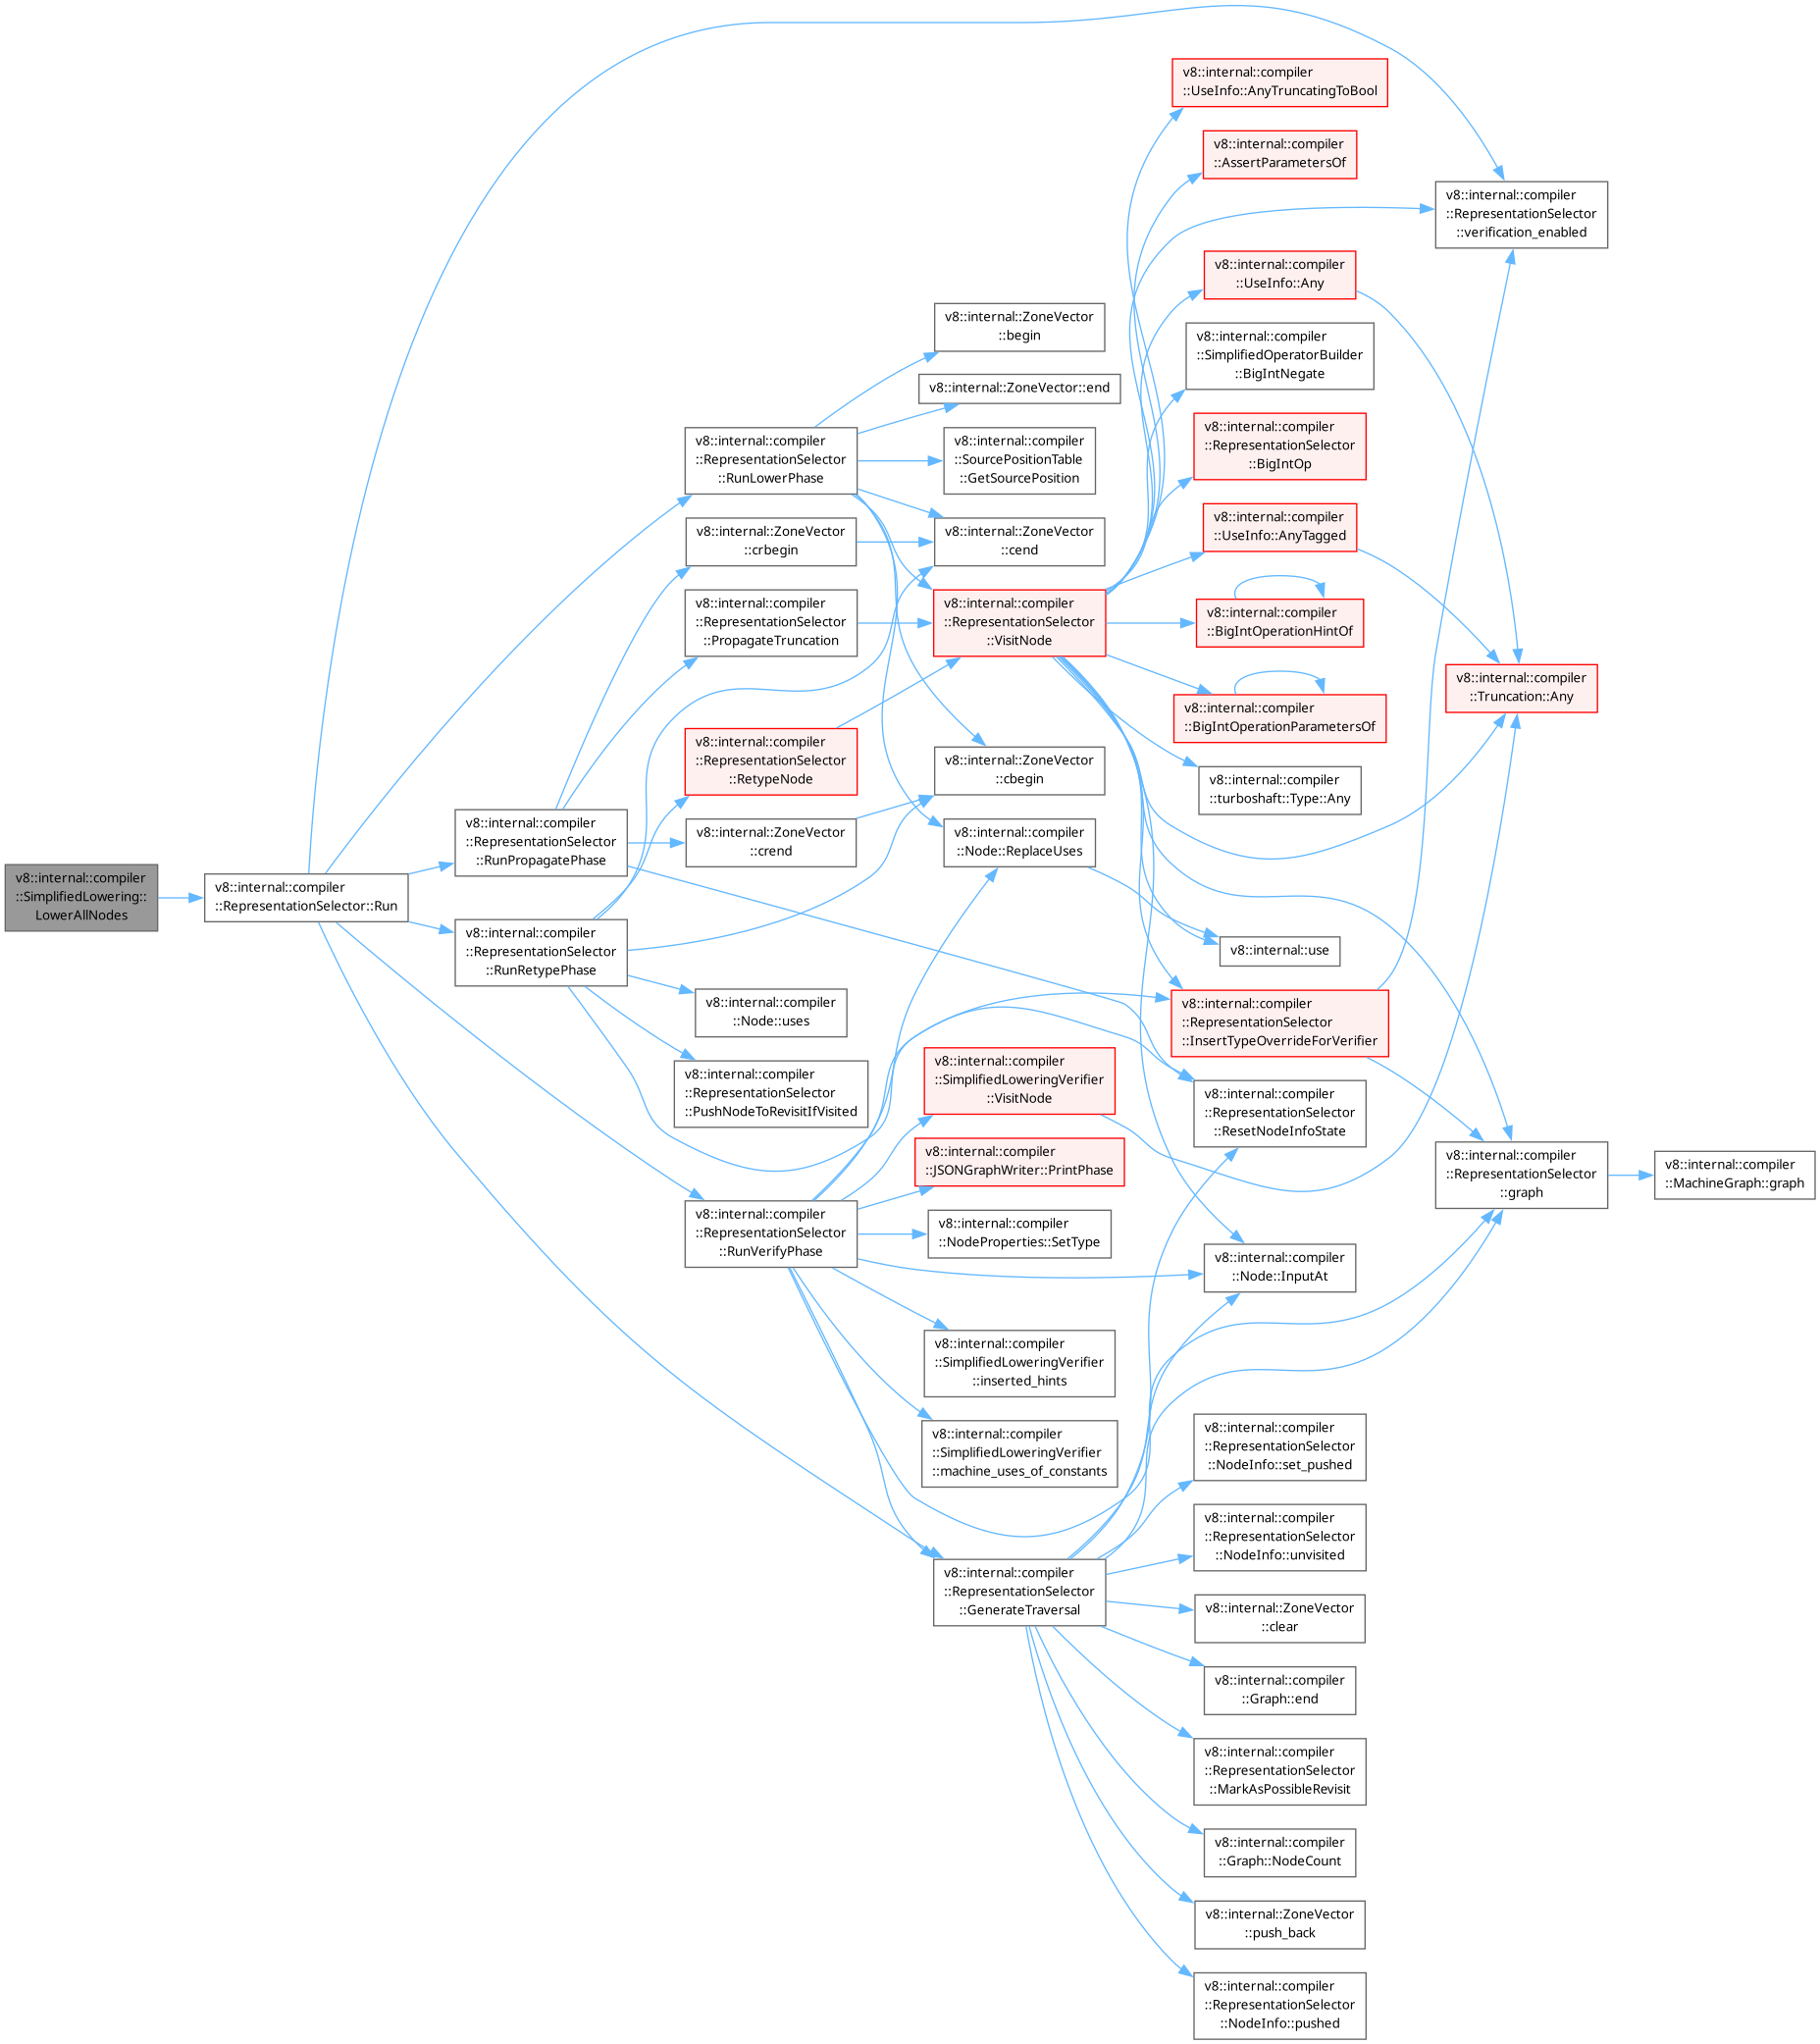 v8::internal::compiler
::SimplifiedLowering::
LowerAllNodes
v8::internal::compiler
::RepresentationSelector::Run
v8::internal::compiler
::RepresentationSelector
::RunPropagatePhase
v8::internal::compiler
::RepresentationSelector
::RunRetypePhase
v8::internal::compiler
::RepresentationSelector
::RunLowerPhase
v8::internal::ZoneVector
::crbegin
v8::internal::compiler
::RepresentationSelector
::PropagateTruncation
v8::internal::compiler
::RepresentationSelector
::RetypeNode
v8::internal::ZoneVector
::crend
v8::internal::compiler
::Node::uses
v8::internal::compiler
::RepresentationSelector
::PushNodeToRevisitIfVisited
v8::internal::compiler
::RepresentationSelector
::RunVerifyPhase
v8::internal::ZoneVector
::begin
v8::internal::ZoneVector::end
v8::internal::compiler
::SourcePositionTable
::GetSourcePosition
v8::internal::ZoneVector
::cend
v8::internal::compiler
::RepresentationSelector
::VisitNode
v8::internal::ZoneVector
::cbegin
v8::internal::compiler
::Node::ReplaceUses
v8::internal::compiler
::SimplifiedLoweringVerifier
::VisitNode
v8::internal::compiler
::JSONGraphWriter::PrintPhase
v8::internal::compiler
::NodeProperties::SetType
v8::internal::compiler
::SimplifiedLoweringVerifier
::inserted_hints
v8::internal::compiler
::SimplifiedLoweringVerifier
::machine_uses_of_constants
v8::internal::compiler
::RepresentationSelector
::GenerateTraversal
v8::internal::compiler
::UseInfo::AnyTruncatingToBool
v8::internal::compiler
::AssertParametersOf
v8::internal::compiler
::UseInfo::Any
v8::internal::compiler
::SimplifiedOperatorBuilder
::BigIntNegate
v8::internal::compiler
::RepresentationSelector
::BigIntOp
v8::internal::compiler
::UseInfo::AnyTagged
v8::internal::compiler
::BigIntOperationHintOf
v8::internal::compiler
::BigIntOperationParametersOf
v8::internal::compiler
::turboshaft::Type::Any
v8::internal::use
v8::internal::compiler
::RepresentationSelector
::InsertTypeOverrideForVerifier
v8::internal::compiler
::RepresentationSelector
::ResetNodeInfoState
v8::internal::compiler
::Node::InputAt
v8::internal::compiler
::RepresentationSelector
::NodeInfo::set_pushed
v8::internal::compiler
::RepresentationSelector
::NodeInfo::unvisited
v8::internal::ZoneVector
::clear
v8::internal::compiler
::Graph::end
v8::internal::compiler
::RepresentationSelector
::MarkAsPossibleRevisit
v8::internal::compiler
::Graph::NodeCount
v8::internal::ZoneVector
::push_back
v8::internal::compiler
::RepresentationSelector
::NodeInfo::pushed
v8::internal::compiler
::RepresentationSelector
::verification_enabled
v8::internal::compiler
::Truncation::Any
v8::internal::compiler
::RepresentationSelector
::graph
v8::internal::compiler
::MachineGraph::graph